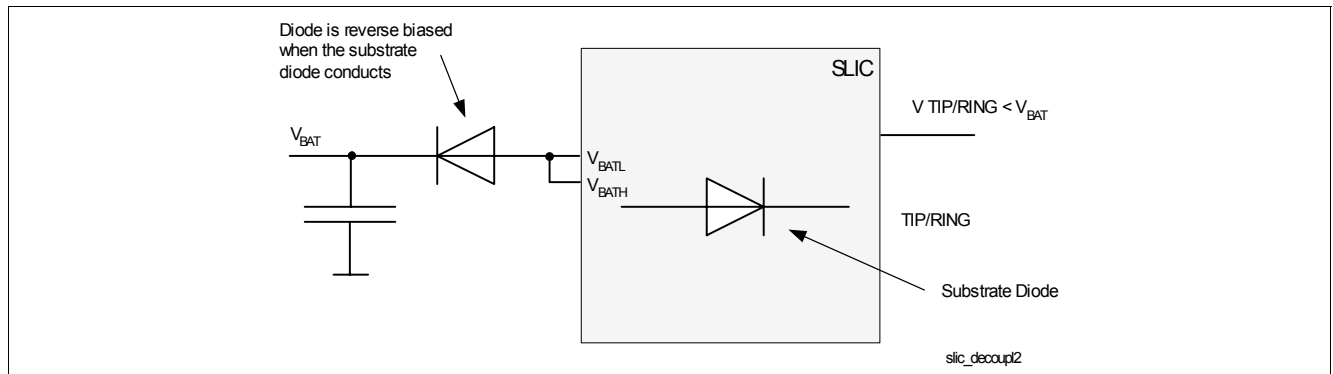 Diode is reverse biased
when the substrate
diode conducts
SLIC
V TIP/RING < VBAT
VBAT
VBATL
VBATH
TIP/RING
Substrate Diode
slic_decoupl2